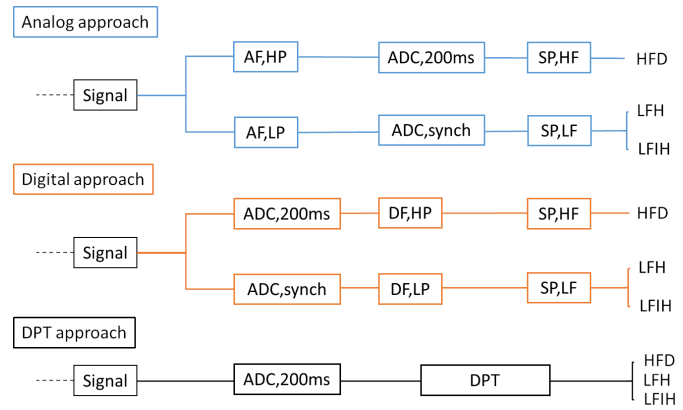 Analog approach
AF,HP ADC,200ms SP,HF HFD
Signal
AF,LP ADC,synch SP,LF LFH
LFIH
Digital approach
ADC,200ms DF,HP SP,HF HFD
Signal
ADC,synch DF,LP SP,LF LFH
LFIH
DPT approach
Signal ADC,200ms DPT HFD
LFH
LFIH